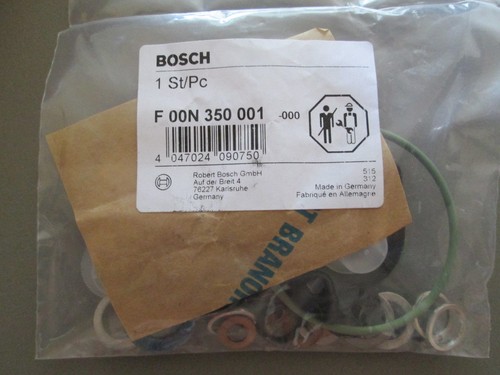 BOSCH
1 St/Pc
F 00N 350 001 -000
4 047024 090750
Robert Bosch GmbH
Auf der Breit 4
76227 Karlsruhe
Germany
515
312
Made in Germany
Fabriqué en Allemagne
T BRAND